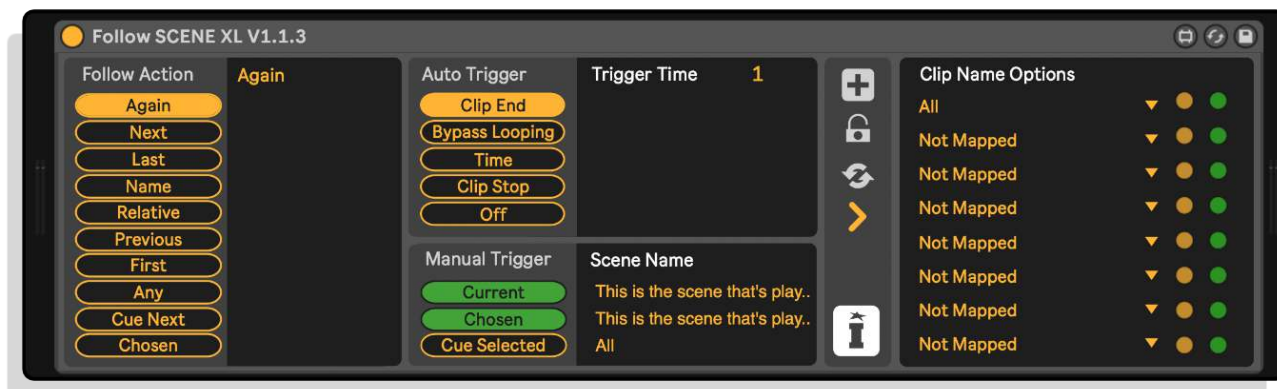 Follow SCENE XL V1.1.3
Follow Action
Again
Again
Next
Last
Name
Relative
Previous
First
Any
Cue Next
Chosen
Auto Trigger
Clip End
Bypass Looping
Time
Clip Stop
Off
Trigger Time 1
Manual Trigger
Current
Chosen
Cue Selected
Scene Name
This is the scene that's play..
This is the scene that's play..
All
Clip Name Options
All
Not Mapped
Not Mapped
Not Mapped
Not Mapped
Not Mapped
Not Mapped
Not Mapped